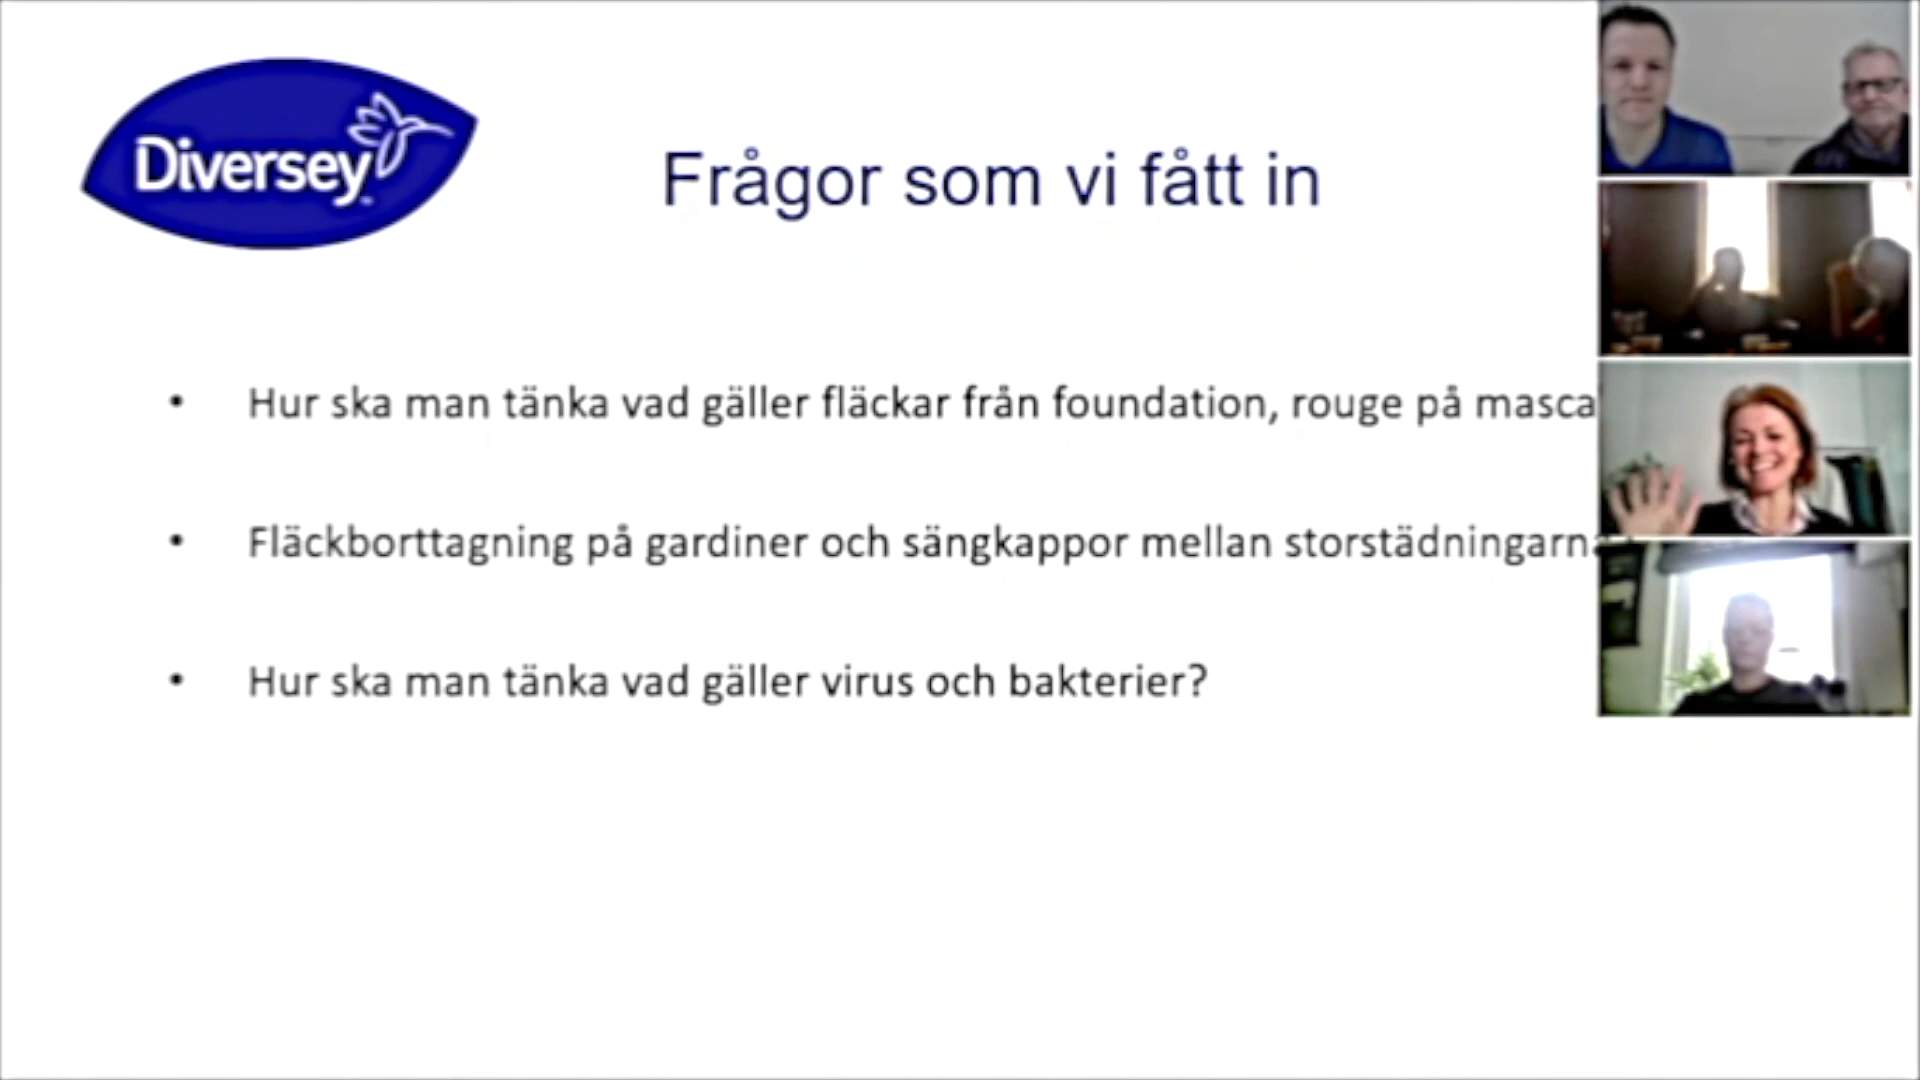 Diversey
Frågor som vi fått in
• Hur ska man tänka vad gäller fläckar från foundation, rouge på masca
• Fläckborttagning på gardiner och sängkappor mellan storstädningarna
• Hur ska man tänka vad gäller virus och bakterier?